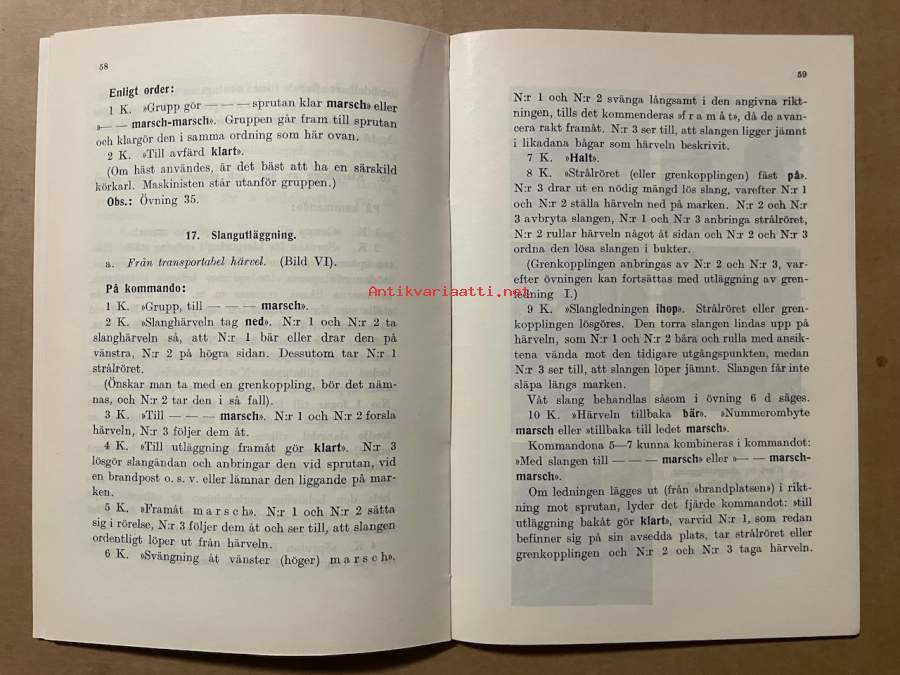 58
Enligt order:
1 K. »Grupp gör — — — sprutan klar marsch» eller
»— — marsch-marsch». Gruppen går fram till sprutan
och klargör den i samma ordning som här ovan.
2 K. »Till avfärd klart».
(Om häst användes, är det bäst att ha en särskild
körkarl. Maskinisten står utanför gruppen.)
Obs.: Övning 35.
17. Slangutläggning.
a. Från transportabel härvel. (Bild VI).
På kommando:
1 K. »Grupp, till — — — marsch».
2 K. »Slanghärveln tag ned». N:r 1 och N:r 2 ta
slanghärveln så, att N:r 1 bär eller drar den på
vänstra, N:r 2 på högra sidan. Dessutom tar N:r 1
strålröret.
(Önskar man ta med en grenkoppling, bör det näm-
nas, och N:r 2 tar den i så fall).
3 K. »Till — — — marsch». N:r 1 och N:r 2 forsla
härveln, N:r 3 följer dem åt.
4 K. »Till utläggning framåt gör klart». N:r 3
lösgör slangändan och anbringar den vid sprutan, vid
en brandpost o. s. v. eller lämnar den liggande på mar-
ken.
5 K. »Framåt marsch». N:r 1 och N:r 2 sätta
sig i rörelse, N:r 3 följer dem åt och ser till, att slangen
ordentligt löper ut från härveln.
6 K. »Svängning åt vänster (höger) marsch».
59
N:r 1 och N:r 2 svänga långsamt i den angivna rikt-
ningen, tills det kommenderas »framåt», då de avan-
cera rakt framåt. N:r 3 ser till, att slangen ligger jämnt
i likadana bågar som härveln beskrivit.
7 K. »Halt».
8 K. »Strålröret (eller grenkopplingen) fäst på».
N:r 3 drar ut en nödig mängd lös slang, varefter N:r 1
och N:r 2 ställa härveln ned på marken. N:r 2 och N:r
3 avbryta slangen, N:r 1 och N:r 3 anbringa strålröret,
N:r 2 rullar härveln något åt sidan och N:r 2 och N:r 3
ordna den lösa slangen i bukter.
(Grenkopplingen anbringas av N:r 2 och N:r 3, var-
efter övningen kan fortsättas med utläggning av gren-
ledning I.)
9 K. »Slangledningen ihop». Strålröret eller gren-
kopplingen lösgöres. Den torra slangen lindas upp på
härveln, som N:r 1 och N:r 2 bära och rulla med ansik-
tena vända mot den tidigare utgångspunkten, medan
N:r 3 ser till, att slangen löper jämnt. Slangen får inte
släpa längs marken.
Våt slang behandlas såsom i övning 6 d säges.
10 K. »Härveln tillbaka bär». »Nummerombyte
marsch eller »tillbaka till ledet marsch».
Kommandona 5—7 kunna kombineras i kommandot:
»Med slangen till — — — marsch» eller »— — marsch-
marsch».
Om ledningen lägges ut (från »brandplatsen») i rikt-
ning mot sprutan, lyder det fjärde kommandot: »till
utläggning bakåt gör klart», varvid N:r 1, som redan
befinner sig på sin avsedda plats, tar strålröret eller
grenkopplingen och N:r 2 och N:r 3 taga härveln.
Antikvariaatti.net